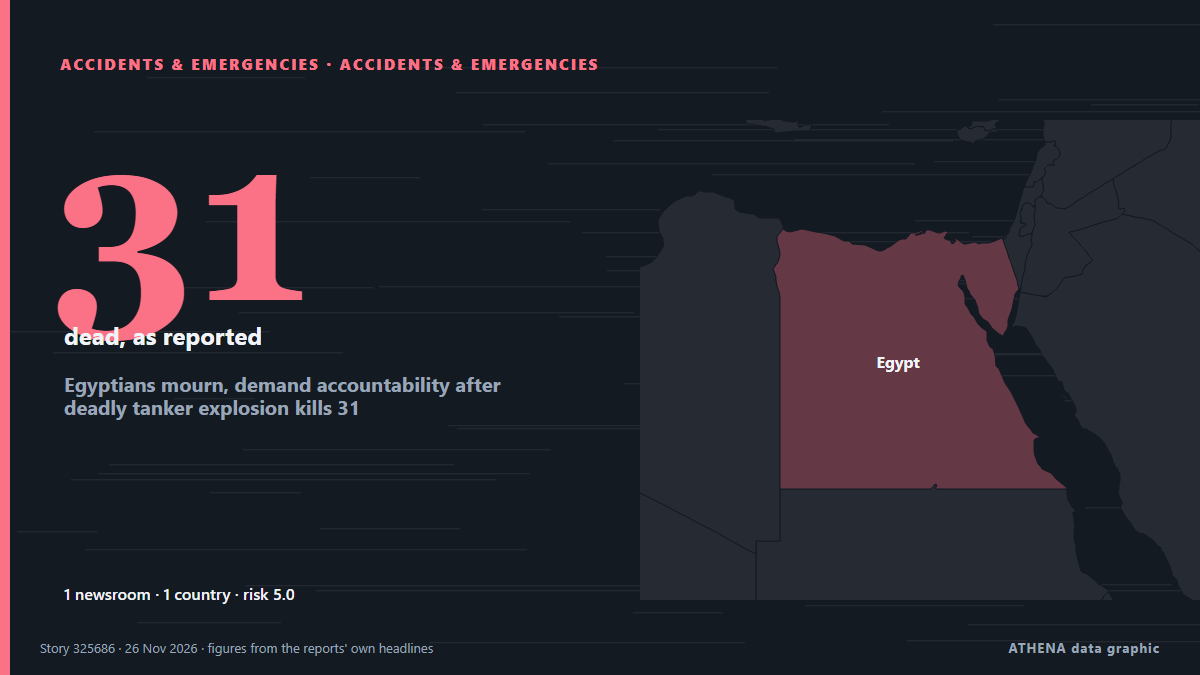 ACCIDENTS & EMERGENCIES · ACCIDENTS & EMERGENCIES
31
dead, as reported
Egyptians mourn, demand accountability after
deadly tanker explosion kills 31
Egypt
1 newsroom · 1 country · risk 5.0
Story 325686 · 26 Nov 2026 · figures from the reports' own headlines
ATHENA data graphic